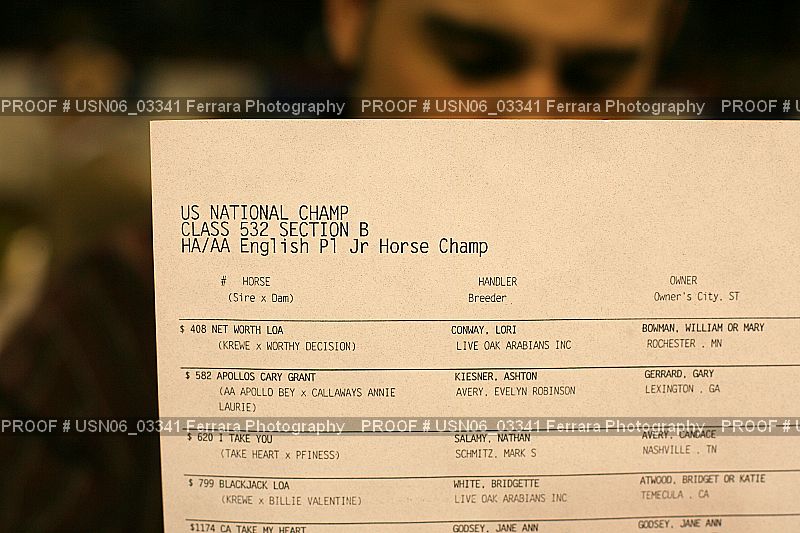 PROOF # USN06_03341 Ferrara Photography PROOF # USN06_03341 Ferrara Photography PROOF # U
US NATIONAL CHAMP
CLASS 532 SECTION B
HA/AA English Pl Jr Horse Champ
# HORSE HANDLER OWNER
(Sire x Dam) Breeder Owner's City, ST
$ 408 NET WORTH LOA CONWAY, LORI BOWMAN, WILLIAM OR MARY
(KREWE x WORTHY DECISION) LIVE OAK ARABIANS INC ROCHESTER , MN
$ 582 APOLLOS CARY GRANT KIESNER, ASHTON GERRARD, GARY
(AA APOLLO BEY x CALLAWAYS ANNIE AVERY, EVELYN ROBINSON LEXINGTON , GA
LAURIE)
PROOF # USN06_03341 Ferrara Photography PROOF # USN06_03341 Ferrara Photography PROOF # U
$ 620 I TAKE YOU SALAMY, NATHAN AVERY, CANDACE
(TAKE HEART x PFINESS) SCHMITZ, MARK S NASHVILLE , TN
$ 799 BLACKJACK LOA WHITE, BRIDGETTE ATWOOD, BRIDGET OR KATIE
(KREWE x BILLIE VALENTINE) LIVE OAK ARABIANS INC TEMECULA , CA
$1174 CA TAKE MY HEART GODSEY, JANE ANN GODSEY, JANE ANN